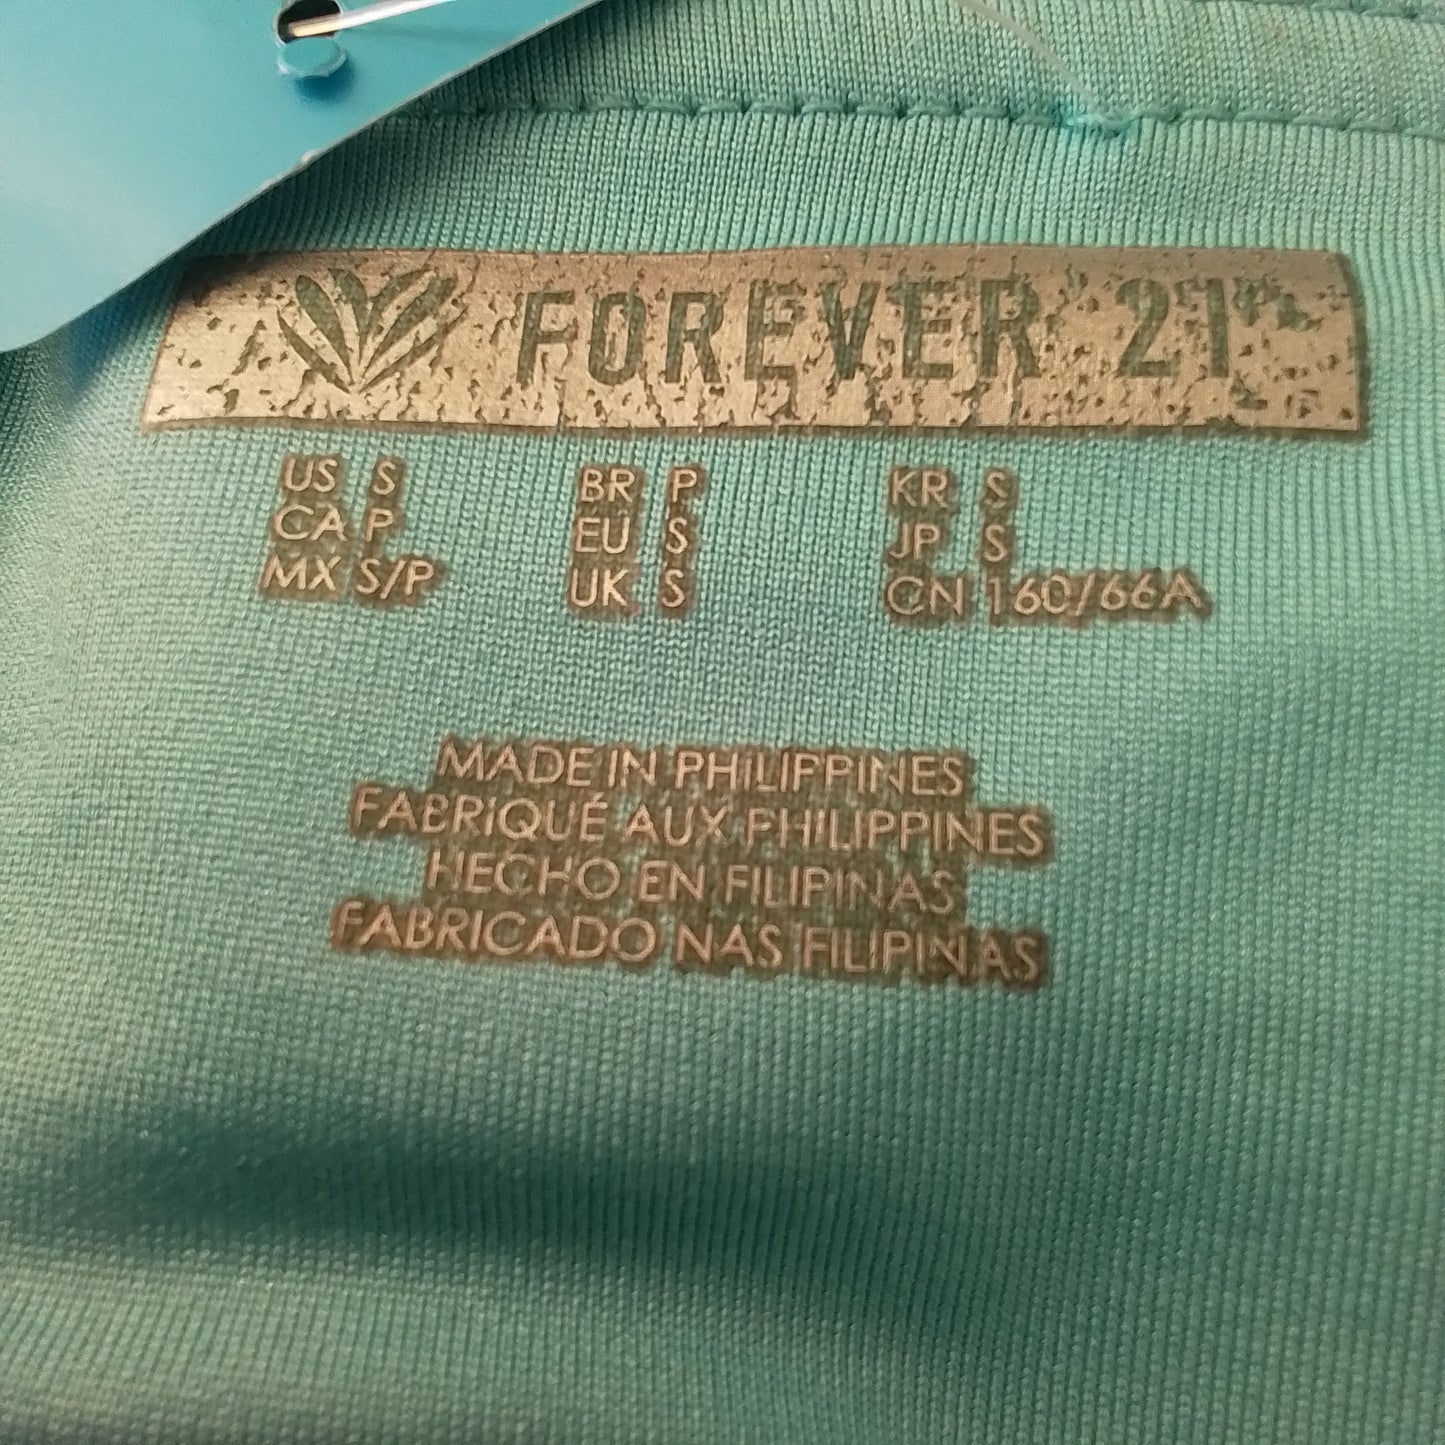 FOREVER 21
US S
CA P
MX S/P
BR P
EU S
UK S
KR S
JP S
CN 160/66A
MADE IN PHILIPPINES
FABRIQUÉ AUX PHILIPPINES
HECHO EN FILIPINAS
FABRICADO NAS FILIPINAS